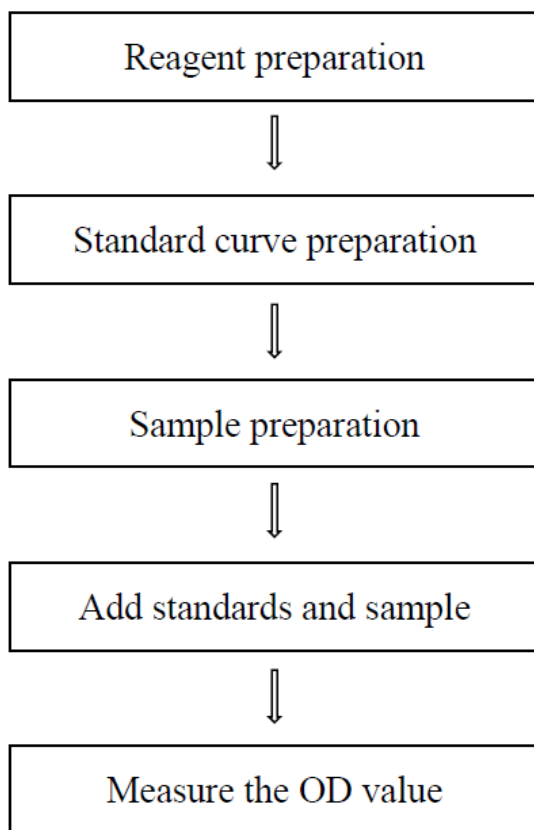 Reagent preparation
Standard curve preparation
Sample preparation
Add standards and sample
Measure the OD value